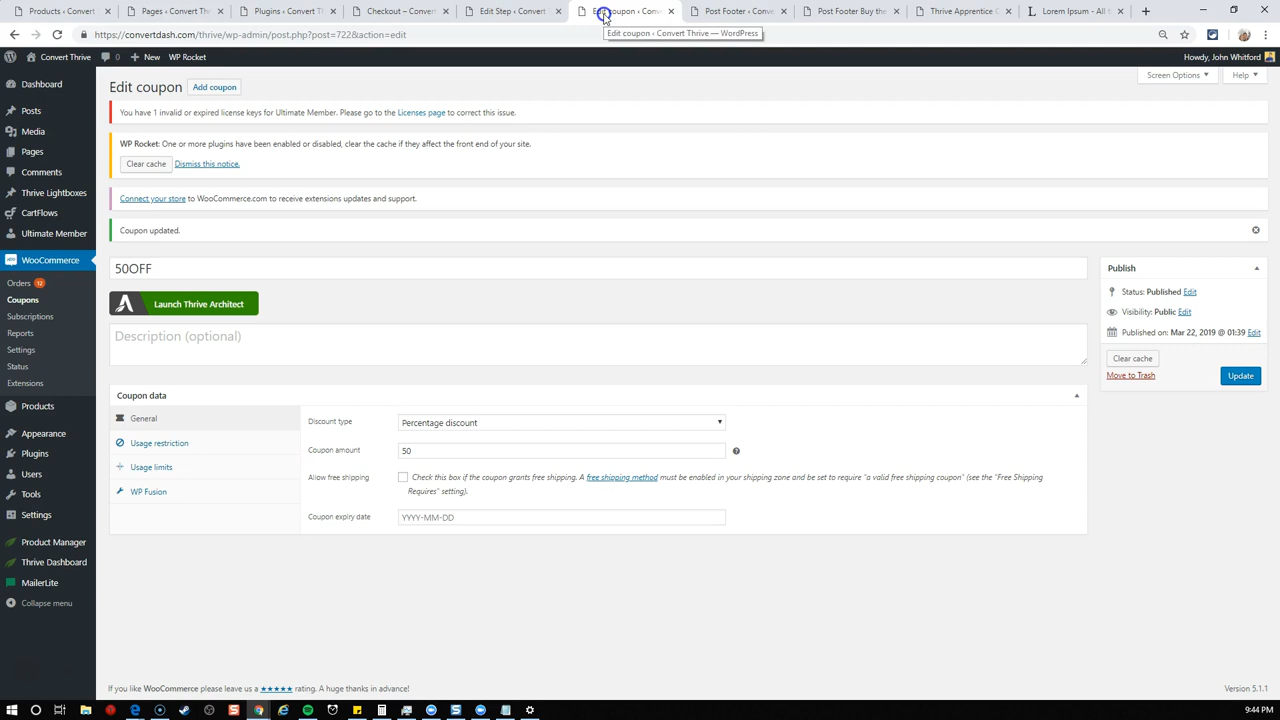 Products ‹ Convert
Pages ‹ Convert Thr
Plugins ‹ Convert Th
Checkout – Convert
Edit Step ‹ Convert
Edit coupon ‹ Conv
Post Footer ‹ Conve
Post Footer Buy the
Thrive Apprentice C
Lorem Ipsum - All t
https://convertdash.com/thrive/wp-admin/post.php?post=722&action=edit
Edit coupon ‹ Convert Thrive — WordPress
Convert Thrive
0
New
WP Rocket
Howdy, John Whitford
Dashboard
Posts
Media
Pages
Comments
Thrive Lightboxes
CartFlows
Ultimate Member
WooCommerce
Orders 12
Coupons
Subscriptions
Reports
Settings
Status
Extensions
Products
Appearance
Plugins
Users
Tools
Settings
Product Manager
Thrive Dashboard
MailerLite
Collapse menu
Edit coupon
Add coupon
Screen Options
Help
You have 1 invalid or expired license keys for Ultimate Member. Please go to the Licenses page to correct this issue.
WP Rocket: One or more plugins have been enabled or disabled, clear the cache if they affect the front end of your site.
Clear cache
Dismiss this notice.
Connect your store to WooCommerce.com to receive extensions updates and support.
Coupon updated.
50OFF
Launch Thrive Architect
Description (optional)
Coupon data
General
Usage restriction
Usage limits
WP Fusion
Discount type
Percentage discount
Coupon amount
50
Allow free shipping
Check this box if the coupon grants free shipping. A free shipping method must be enabled in your shipping zone and be set to require "a valid free shipping coupon" (see the "Free Shipping
Requires" setting).
Coupon expiry date
YYYY-MM-DD
Publish
Status: Published Edit
Visibility: Public Edit
Published on: Mar 22, 2019 @ 01:39 Edit
Clear cache
Move to Trash
Update
If you like WooCommerce please leave us a ★★★★★ rating. A huge thanks in advance!
Version 5.1.1
9:44 PM